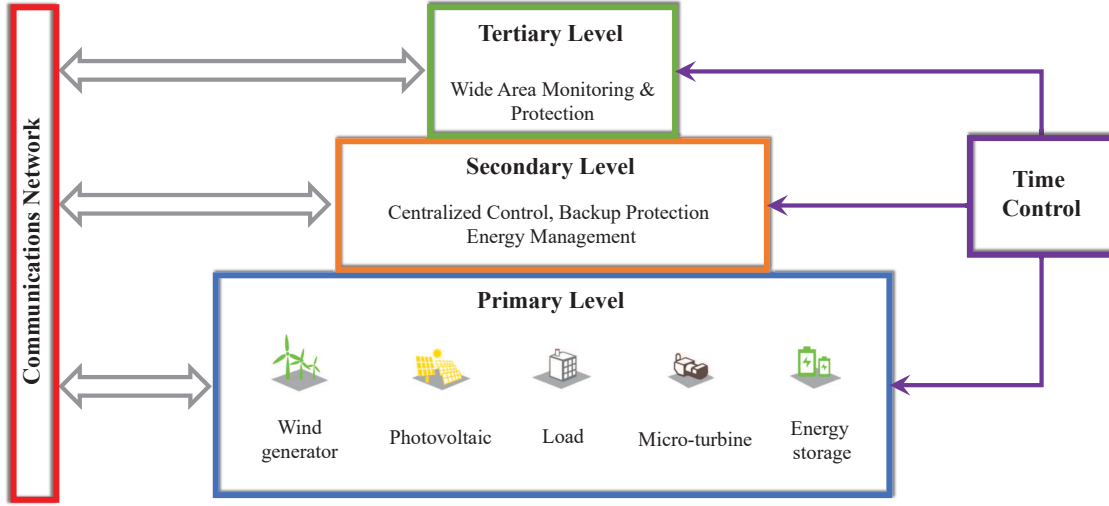 Communications Network
Tertiary Level
Wide Area Monitoring &
Protection
Secondary Level
Centralized Control, Backup Protection
Energy Management
Time
Control
Primary Level
Wind
generator
Photovoltaic
Load
Micro-turbine
Energy
storage